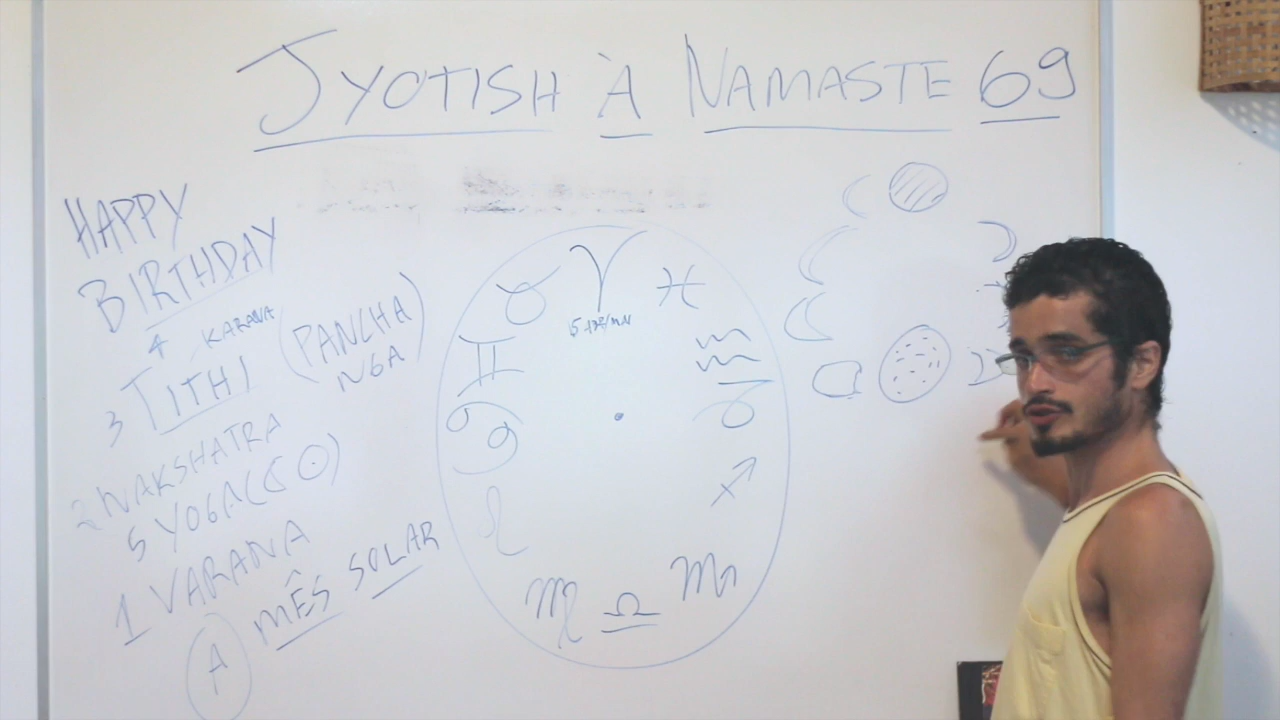 JYOTISH À NAMASTE 69
HAPPY
BIRTHDAY
4 KARANA
3 TITHI
(PANCHA
NGA)
2 NAKSHATRA
5 YOGA (☾☉)
1 VARANA
A MÊS SOLAR
♈
♉ ♓
♊ ♒
♋ ♑
♌ ♐
♍ ♎ ♏